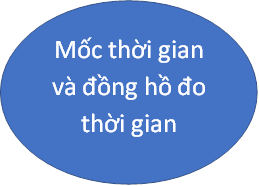 Mốc thời gian
và đồng hồ đo
thời gian